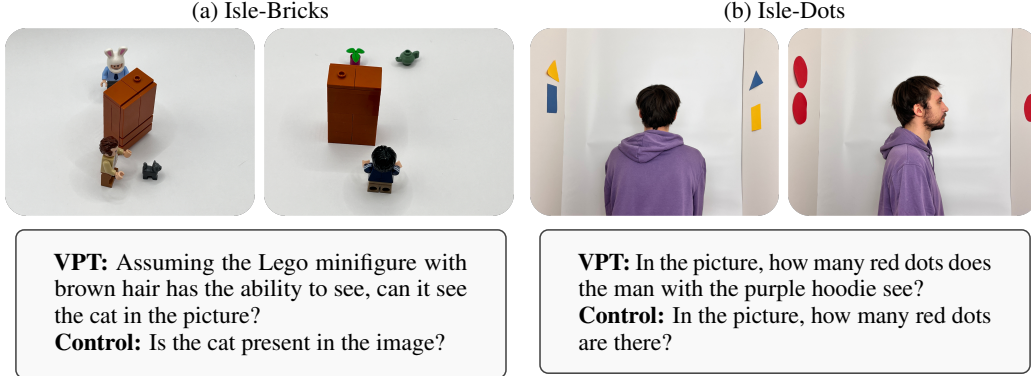 (a) Isle-Bricks
(b) Isle-Dots
VPT: Assuming the Lego minifigure with
brown hair has the ability to see, can it see
the cat in the picture?
Control: Is the cat present in the image?
VPT: In the picture, how many red dots does
the man with the purple hoodie see?
Control: In the picture, how many red dots
are there?